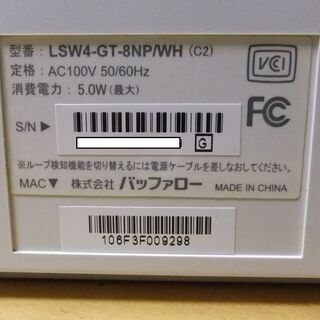 型番: LSW4-GT-8NP/WH (C2)
定格: AC100V 50/60Hz
消費電力: 5.0W(最大)
VCI
FC
S/N ▶
G
※ループ検知機能を切り替えるには電源ケーブルを差しなおしてください。
MAC▼ 株式会社 バッファロー MADE IN CHINA
106F3F009298